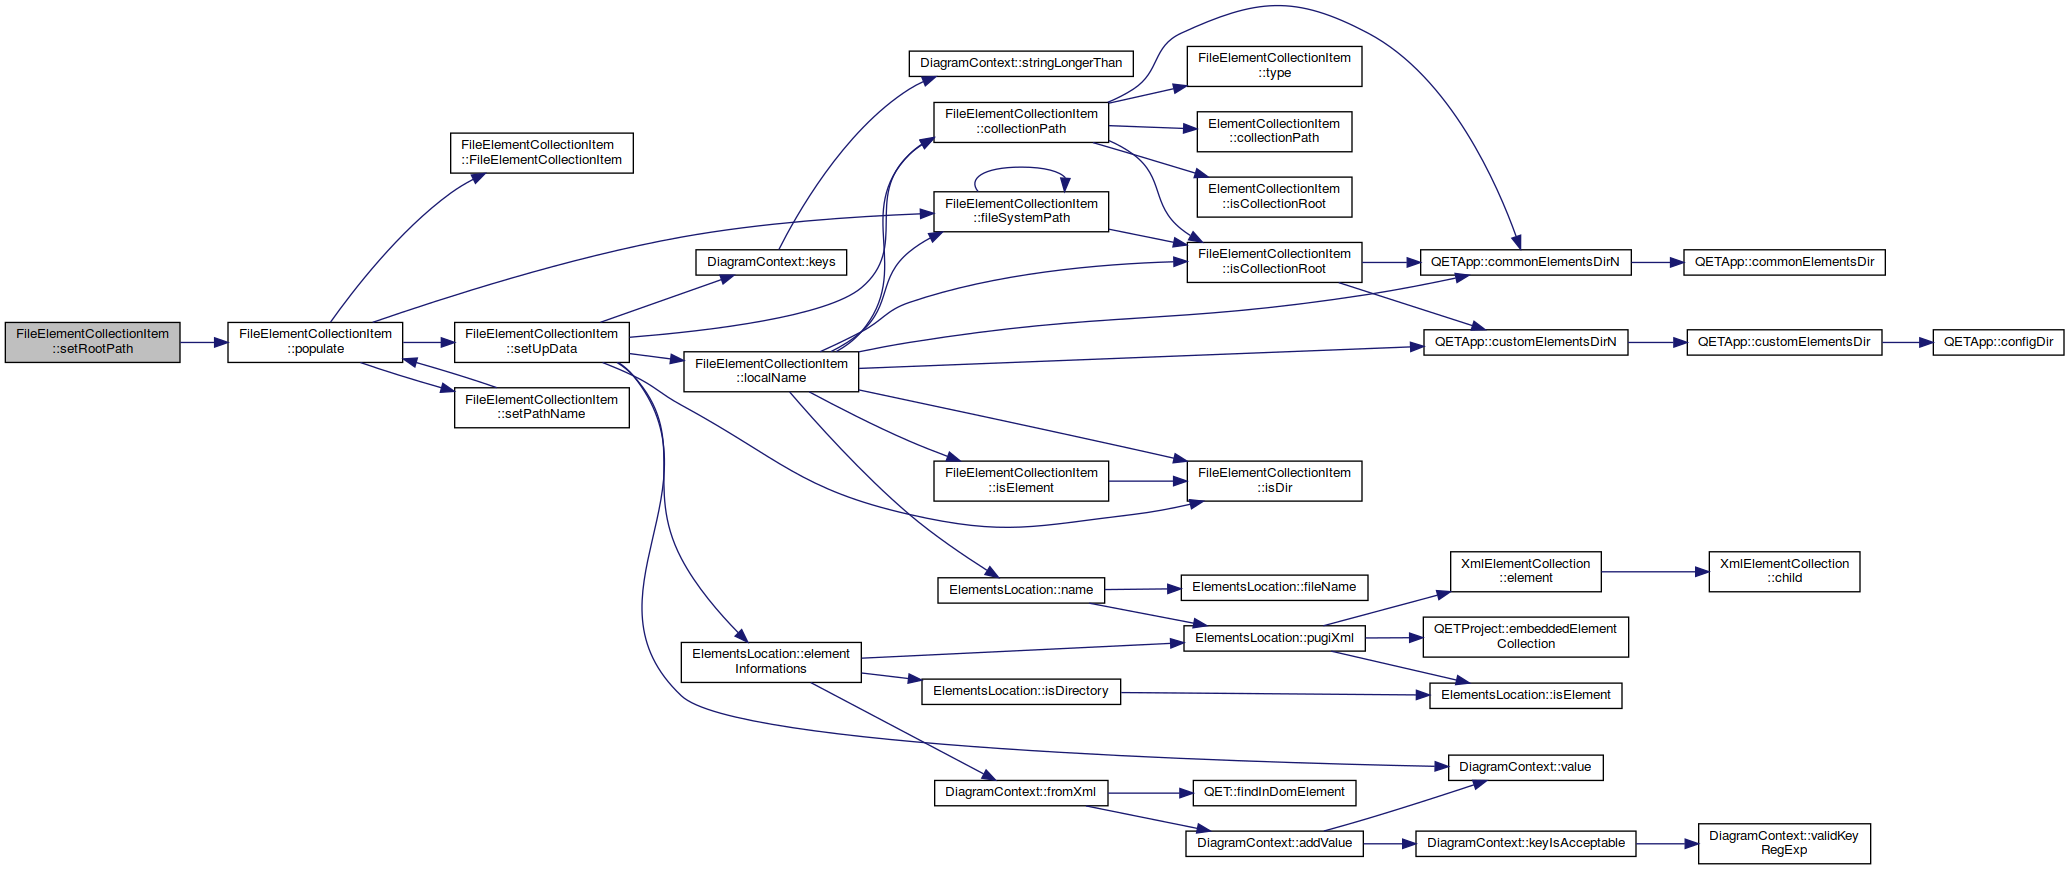 FileElementCollectionItem
::setRootPath
FileElementCollectionItem
::populate
FileElementCollectionItem
::FileElementCollectionItem
FileElementCollectionItem
::setUpData
FileElementCollectionItem
::setPathName
DiagramContext::keys
FileElementCollectionItem
::localName
ElementsLocation::element
Informations
DiagramContext::stringLongerThan
FileElementCollectionItem
::collectionPath
FileElementCollectionItem
::fileSystemPath
FileElementCollectionItem
::isElement
ElementsLocation::name
ElementsLocation::isDirectory
DiagramContext::fromXml
FileElementCollectionItem
::type
ElementCollectionItem
::collectionPath
ElementCollectionItem
::isCollectionRoot
FileElementCollectionItem
::isCollectionRoot
FileElementCollectionItem
::isDir
ElementsLocation::fileName
ElementsLocation::pugiXml
QET::findInDomElement
DiagramContext::addValue
QETApp::commonElementsDirN
QETApp::customElementsDirN
XmlElementCollection
::element
QETProject::embeddedElement
Collection
ElementsLocation::isElement
DiagramContext::value
DiagramContext::keyIsAcceptable
QETApp::commonElementsDir
QETApp::customElementsDir
XmlElementCollection
::child
DiagramContext::validKey
RegExp
QETApp::configDir